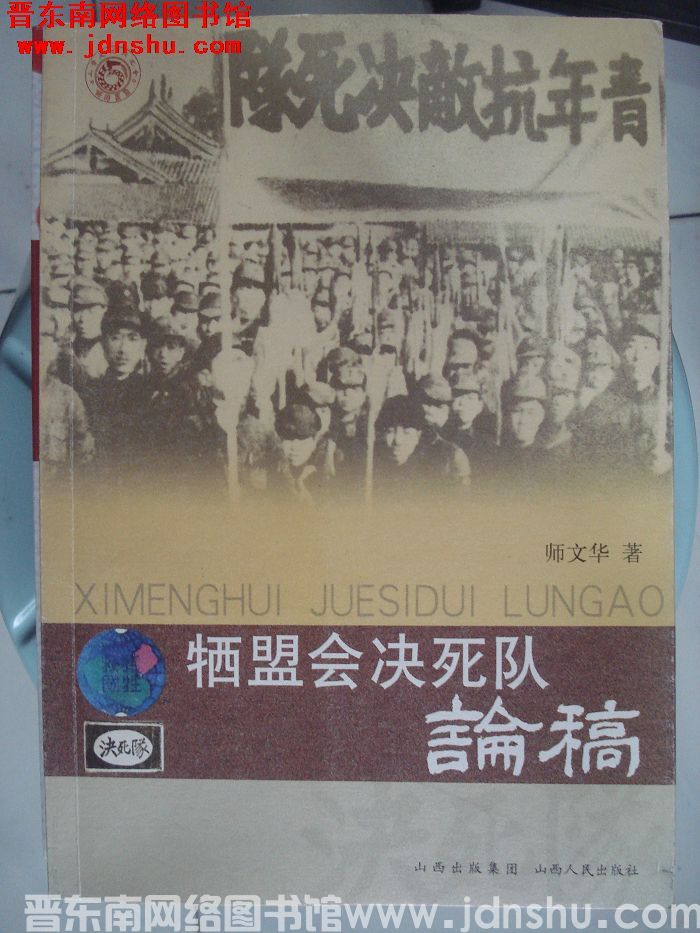 晋东南网络图书馆
www.jdnshu.com
隊死決敵抗年青
师文华 著
XIMENGHUI JUESIDUI LUNGAO
牺盟会决死队
論稿
決死隊
山西出版集团 山西人民出版社
晋东南网络图书馆www.jdnshu.com